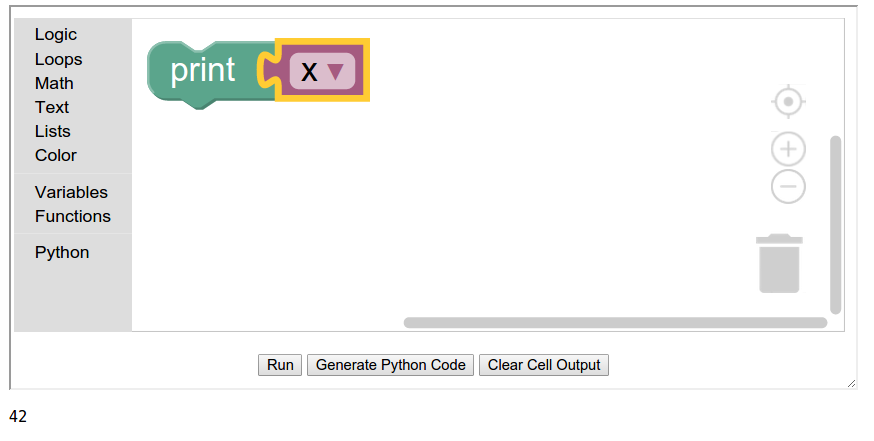 Logic
Loops
Math
Text
Lists
Color
Variables
Functions
Python
print x
Run Generate Python Code Clear Cell Output
42